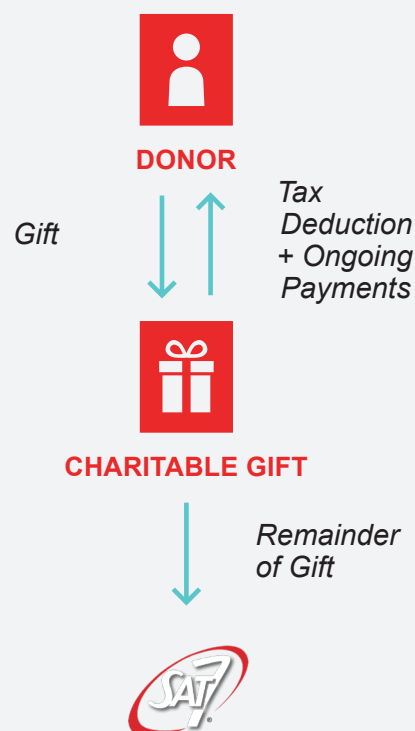 DONOR
Gift
Tax
Deduction
+ Ongoing
Payments
CHARITABLE GIFT
Remainder
of Gift
SAT7